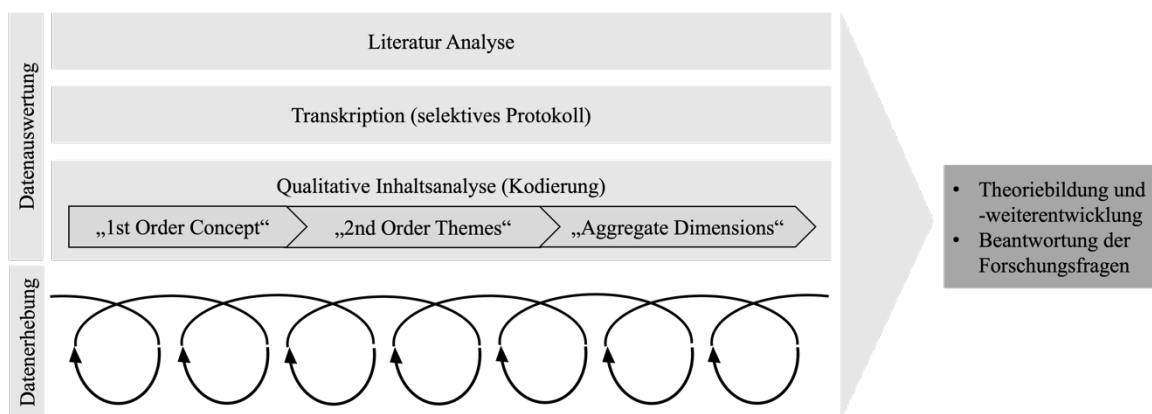 Datenauswertung
Literatur Analyse
Transkription (selektives Protokoll)
Qualitative Inhaltsanalyse (Kodierung)
„1st Order Concept“
„2nd Order Themes“
„Aggregate Dimensions“
Datenerhebung
• Theoriebildung und
-weiterentwicklung
• Beantwortung der
Forschungsfragen